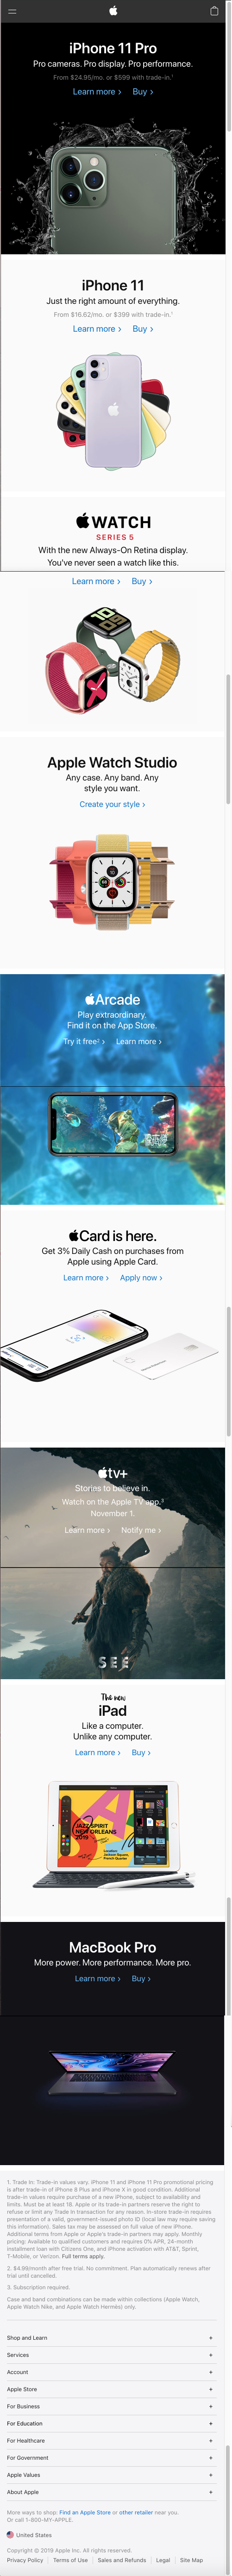 iPhone 11 Pro
Pro cameras. Pro display. Pro performance.
From $24.95/mo. or $599 with trade-in.¹
Learn more > Buy >
iPhone 11
Just the right amount of everything.
From $16.62/mo. or $399 with trade-in.¹
Learn more > Buy >
WATCH
SERIES 5
With the new Always-On Retina display.
You've never seen a watch like this.
Learn more > Buy >
Apple Watch Studio
Any case. Any band. Any
style you want.
Create your style >
Arcade
Play extraordinary.
Find it on the App Store.
Try it free² > Learn more >
Card is here.
Get 3% Daily Cash on purchases from
Apple using Apple Card.
Learn more > Apply now >
tv+
Stories to believe in.
Watch on the Apple TV app.³
November 1.
Learn more > Notify me >
SEE
The new
iPad
Like a computer.
Unlike any computer.
Learn more > Buy >
JAZZ SPIRIT
NEW ORLEANS
2019
MacBook Pro
More power. More performance. More pro.
Learn more > Buy >
1. Trade In: Trade-in values vary. iPhone 11 and iPhone 11 Pro promotional pricing
is after trade-in of iPhone 8 Plus and iPhone X in good condition. Additional
trade-in values require purchase of a new iPhone, subject to availability and
limits. Must be at least 18. Apple or its trade-in partners reserve the right to
refuse or limit any Trade In transaction for any reason. In-store trade-in requires
presentation of a valid, government-issued photo ID (local law may require saving
this information). Sales tax may be assessed on full value of new iPhone.
Additional terms from Apple or Apple's trade-in partners may apply. Monthly
pricing: Available to qualified customers and requires 0% APR, 24-month
installment loan with Citizens One, and iPhone activation with AT&T, Sprint,
T-Mobile, or Verizon. Full terms apply.
2. $4.99/month after free trial. No commitment. Plan automatically renews after
trial until cancelled.
3. Subscription required.
Case and band combinations can be made within collections (Apple Watch,
Apple Watch Nike, and Apple Watch Hermès) only.
Shop and Learn +
Services +
Account +
Apple Store +
For Business +
For Education +
For Healthcare +
For Government +
Apple Values +
About Apple +
More ways to shop: Find an Apple Store or other retailer near you.
Or call 1-800-MY-APPLE.
United States
Copyright © 2019 Apple Inc. All rights reserved.
Privacy Policy Terms of Use Sales and Refunds Legal Site Map